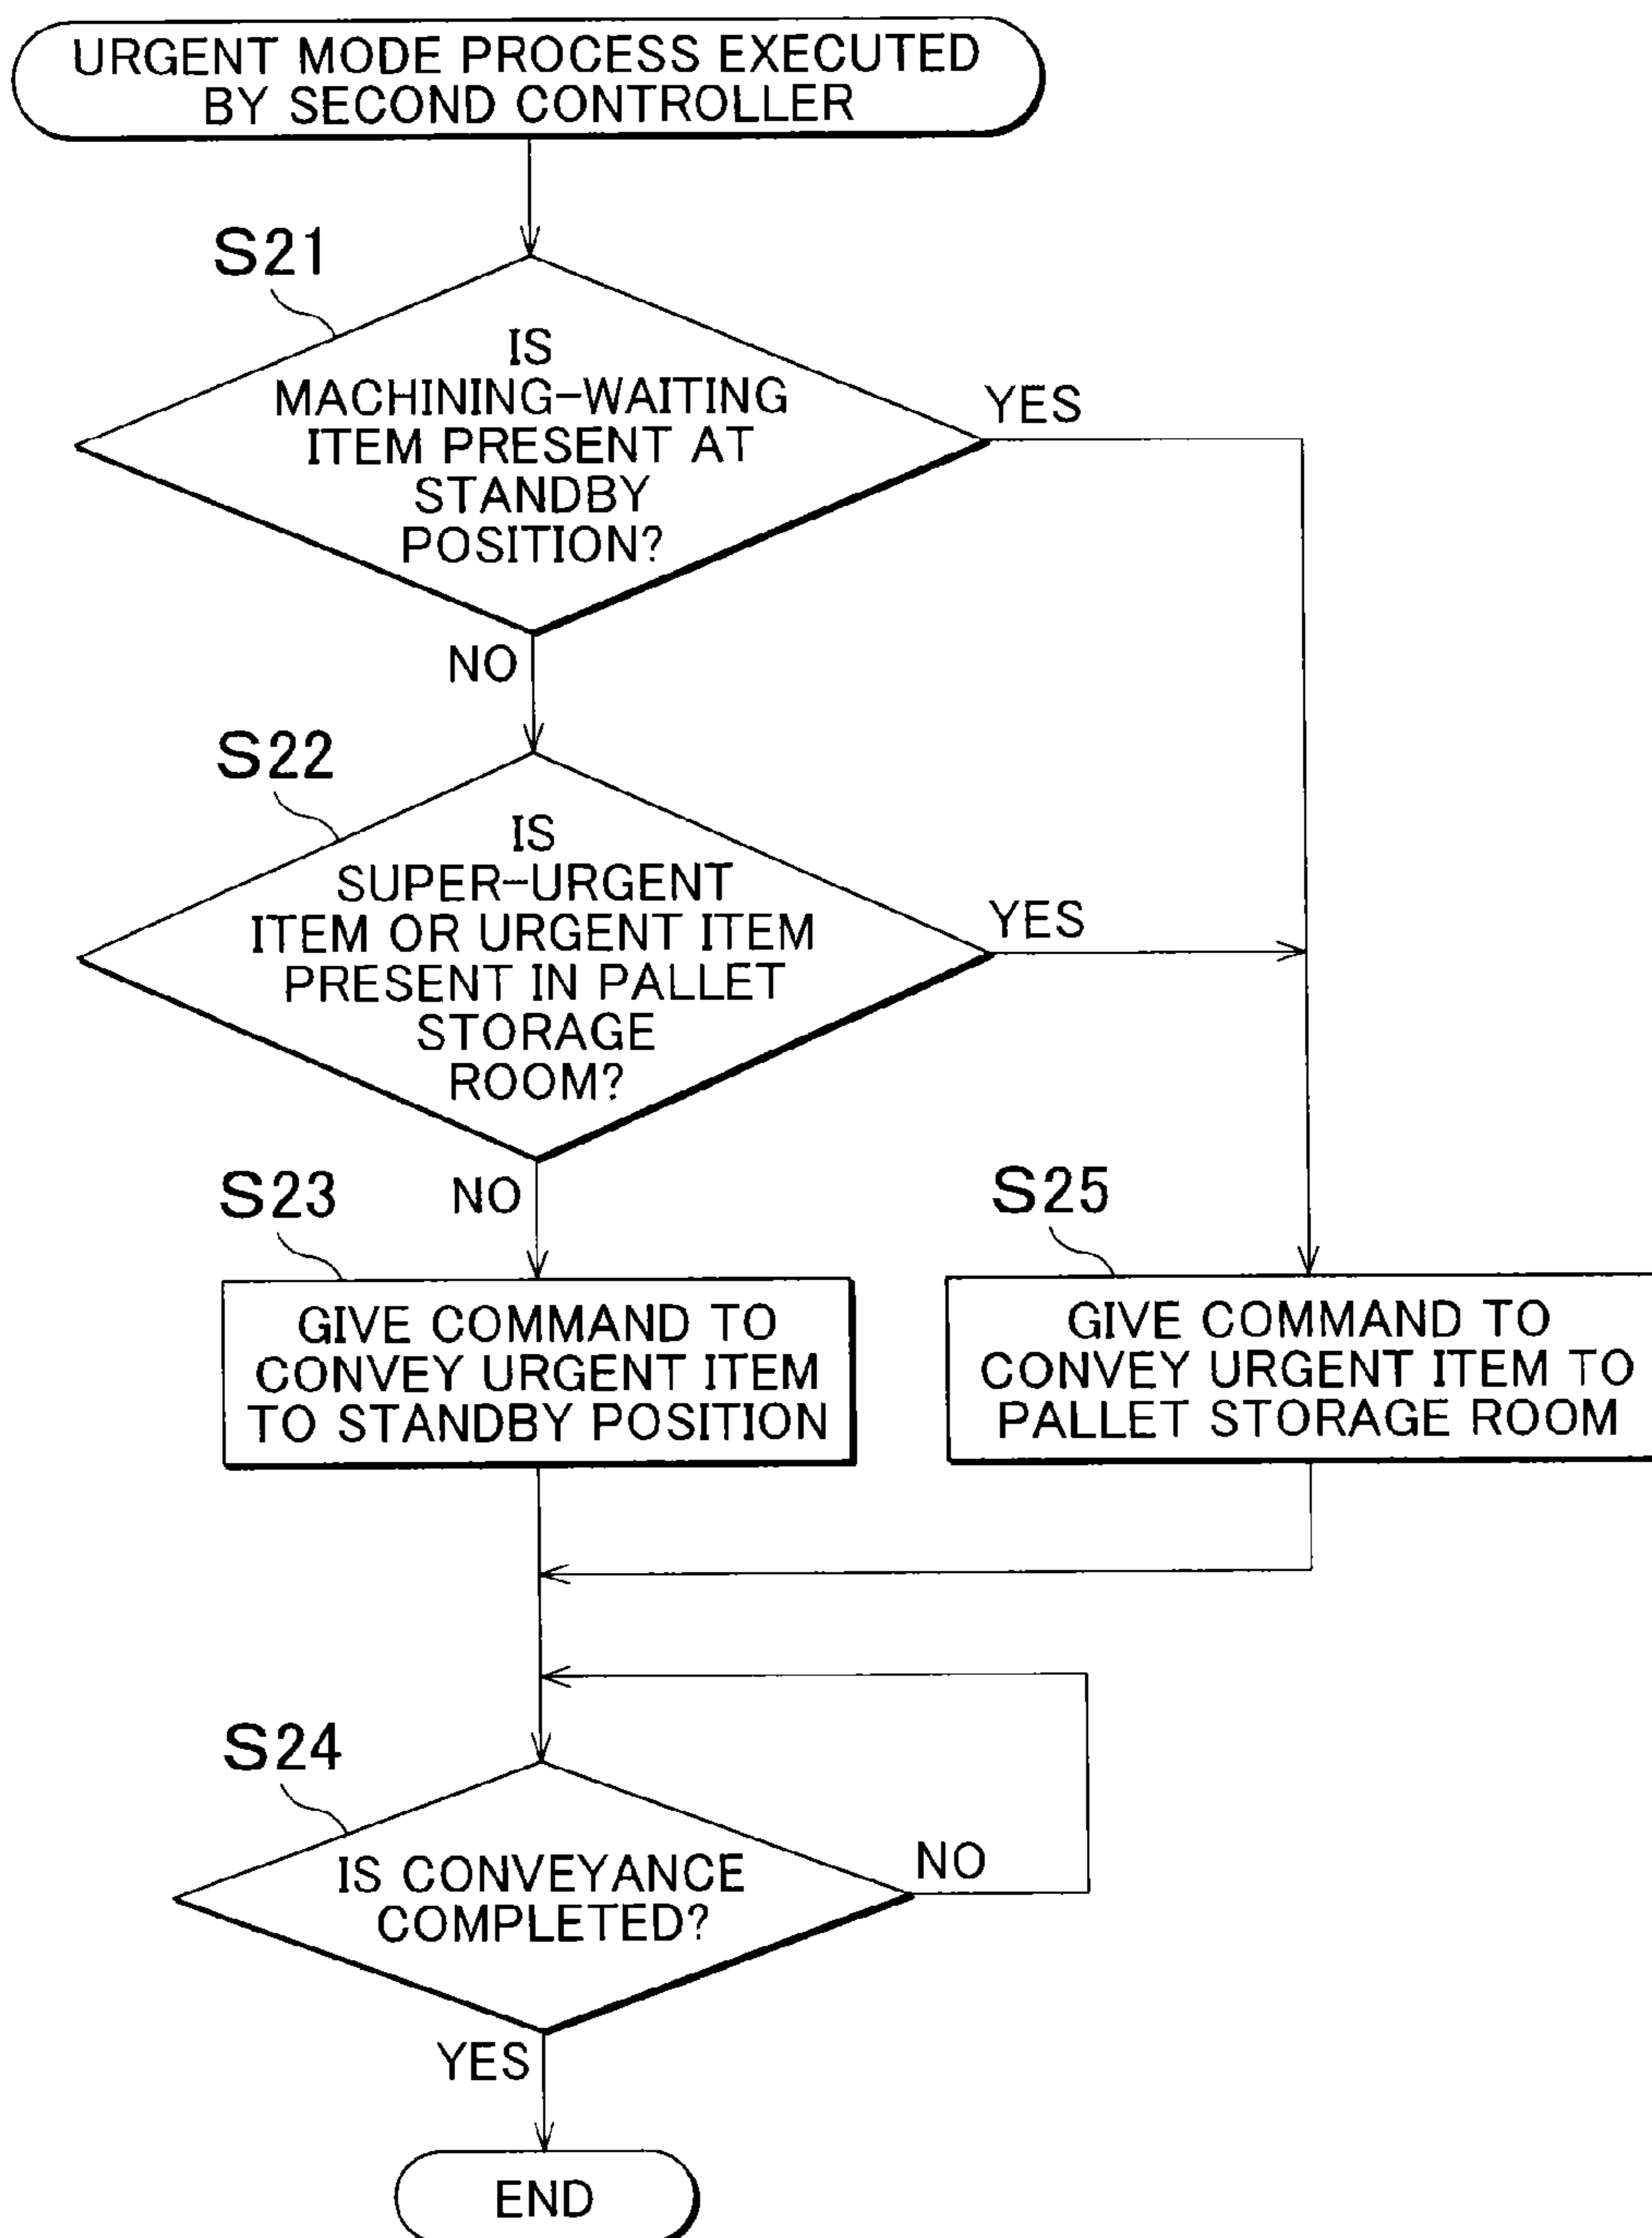 URGENT MODE PROCESS EXECUTED
BY SECOND CONTROLLER
S21
IS
MACHINING-WAITING
ITEM PRESENT AT
STANDBY
POSITION?
YES
NO
S22
IS
SUPER-URGENT
ITEM OR URGENT ITEM
PRESENT IN PALLET
STORAGE
ROOM?
YES
NO
S23
GIVE COMMAND TO
CONVEY URGENT ITEM
TO STANDBY POSITION
S25
GIVE COMMAND TO
CONVEY URGENT ITEM TO
PALLET STORAGE ROOM
S24
IS CONVEYANCE
COMPLETED?
NO
YES
END